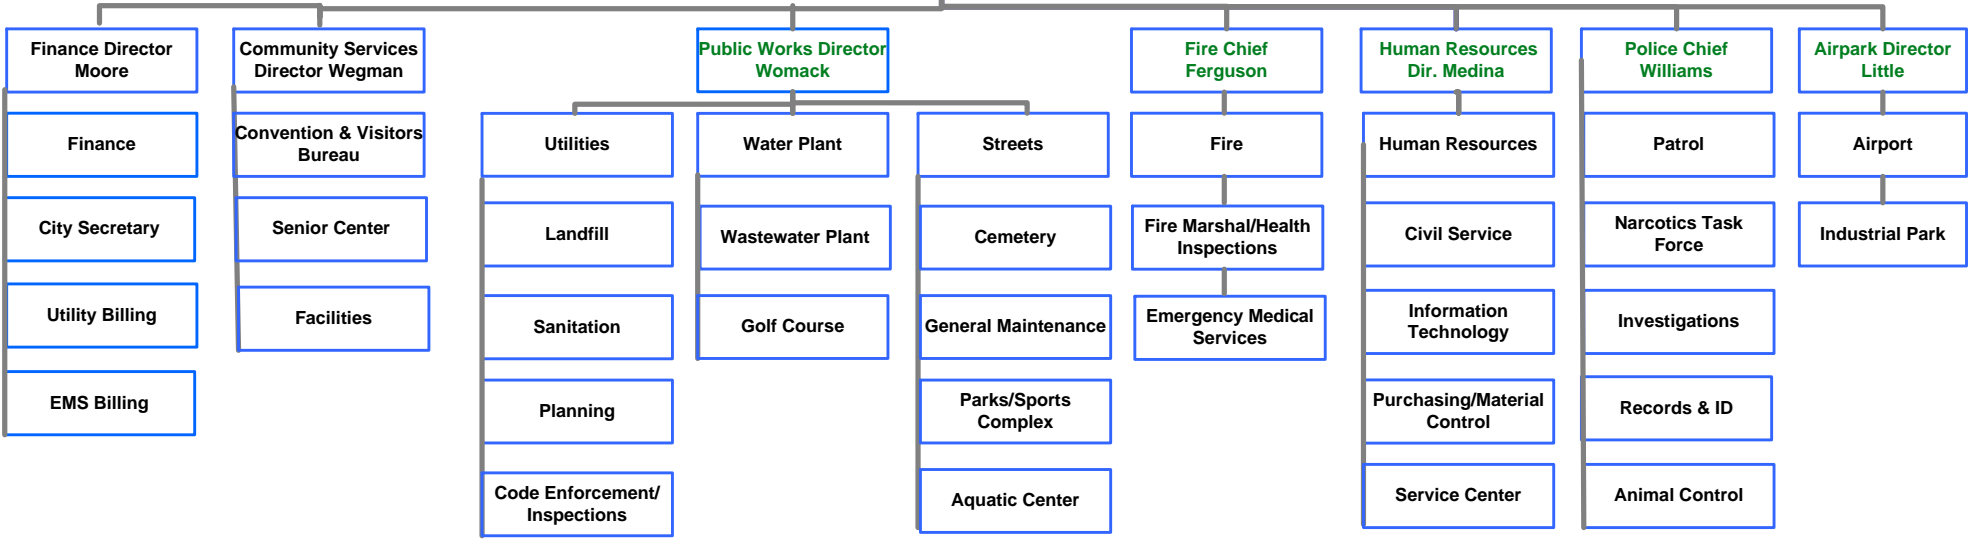 Finance Director
Moore
Community Services
Director Wegman
Public Works Director
Womack
Fire Chief
Ferguson
Human Resources
Dir. Medina
Police Chief
Williams
Airpark Director
Little
Finance
City Secretary
Utility Billing
EMS Billing
Convention & Visitors
Bureau
Senior Center
Facilities
Utilities
Landfill
Sanitation
Planning
Code Enforcement/
Inspections
Water Plant
Wastewater Plant
Golf Course
Streets
Cemetery
General Maintenance
Parks/Sports
Complex
Aquatic Center
Fire
Fire Marshal/Health
Inspections
Emergency Medical
Services
Human Resources
Civil Service
Information
Technology
Purchasing/Material
Control
Service Center
Patrol
Narcotics Task
Force
Investigations
Records & ID
Animal Control
Airport
Industrial Park